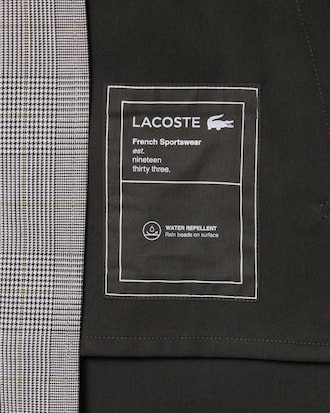 LACOSTE
French Sportswear
est.
nineteen
thirty three.
WATER REPELLENT
Rain beads on surface